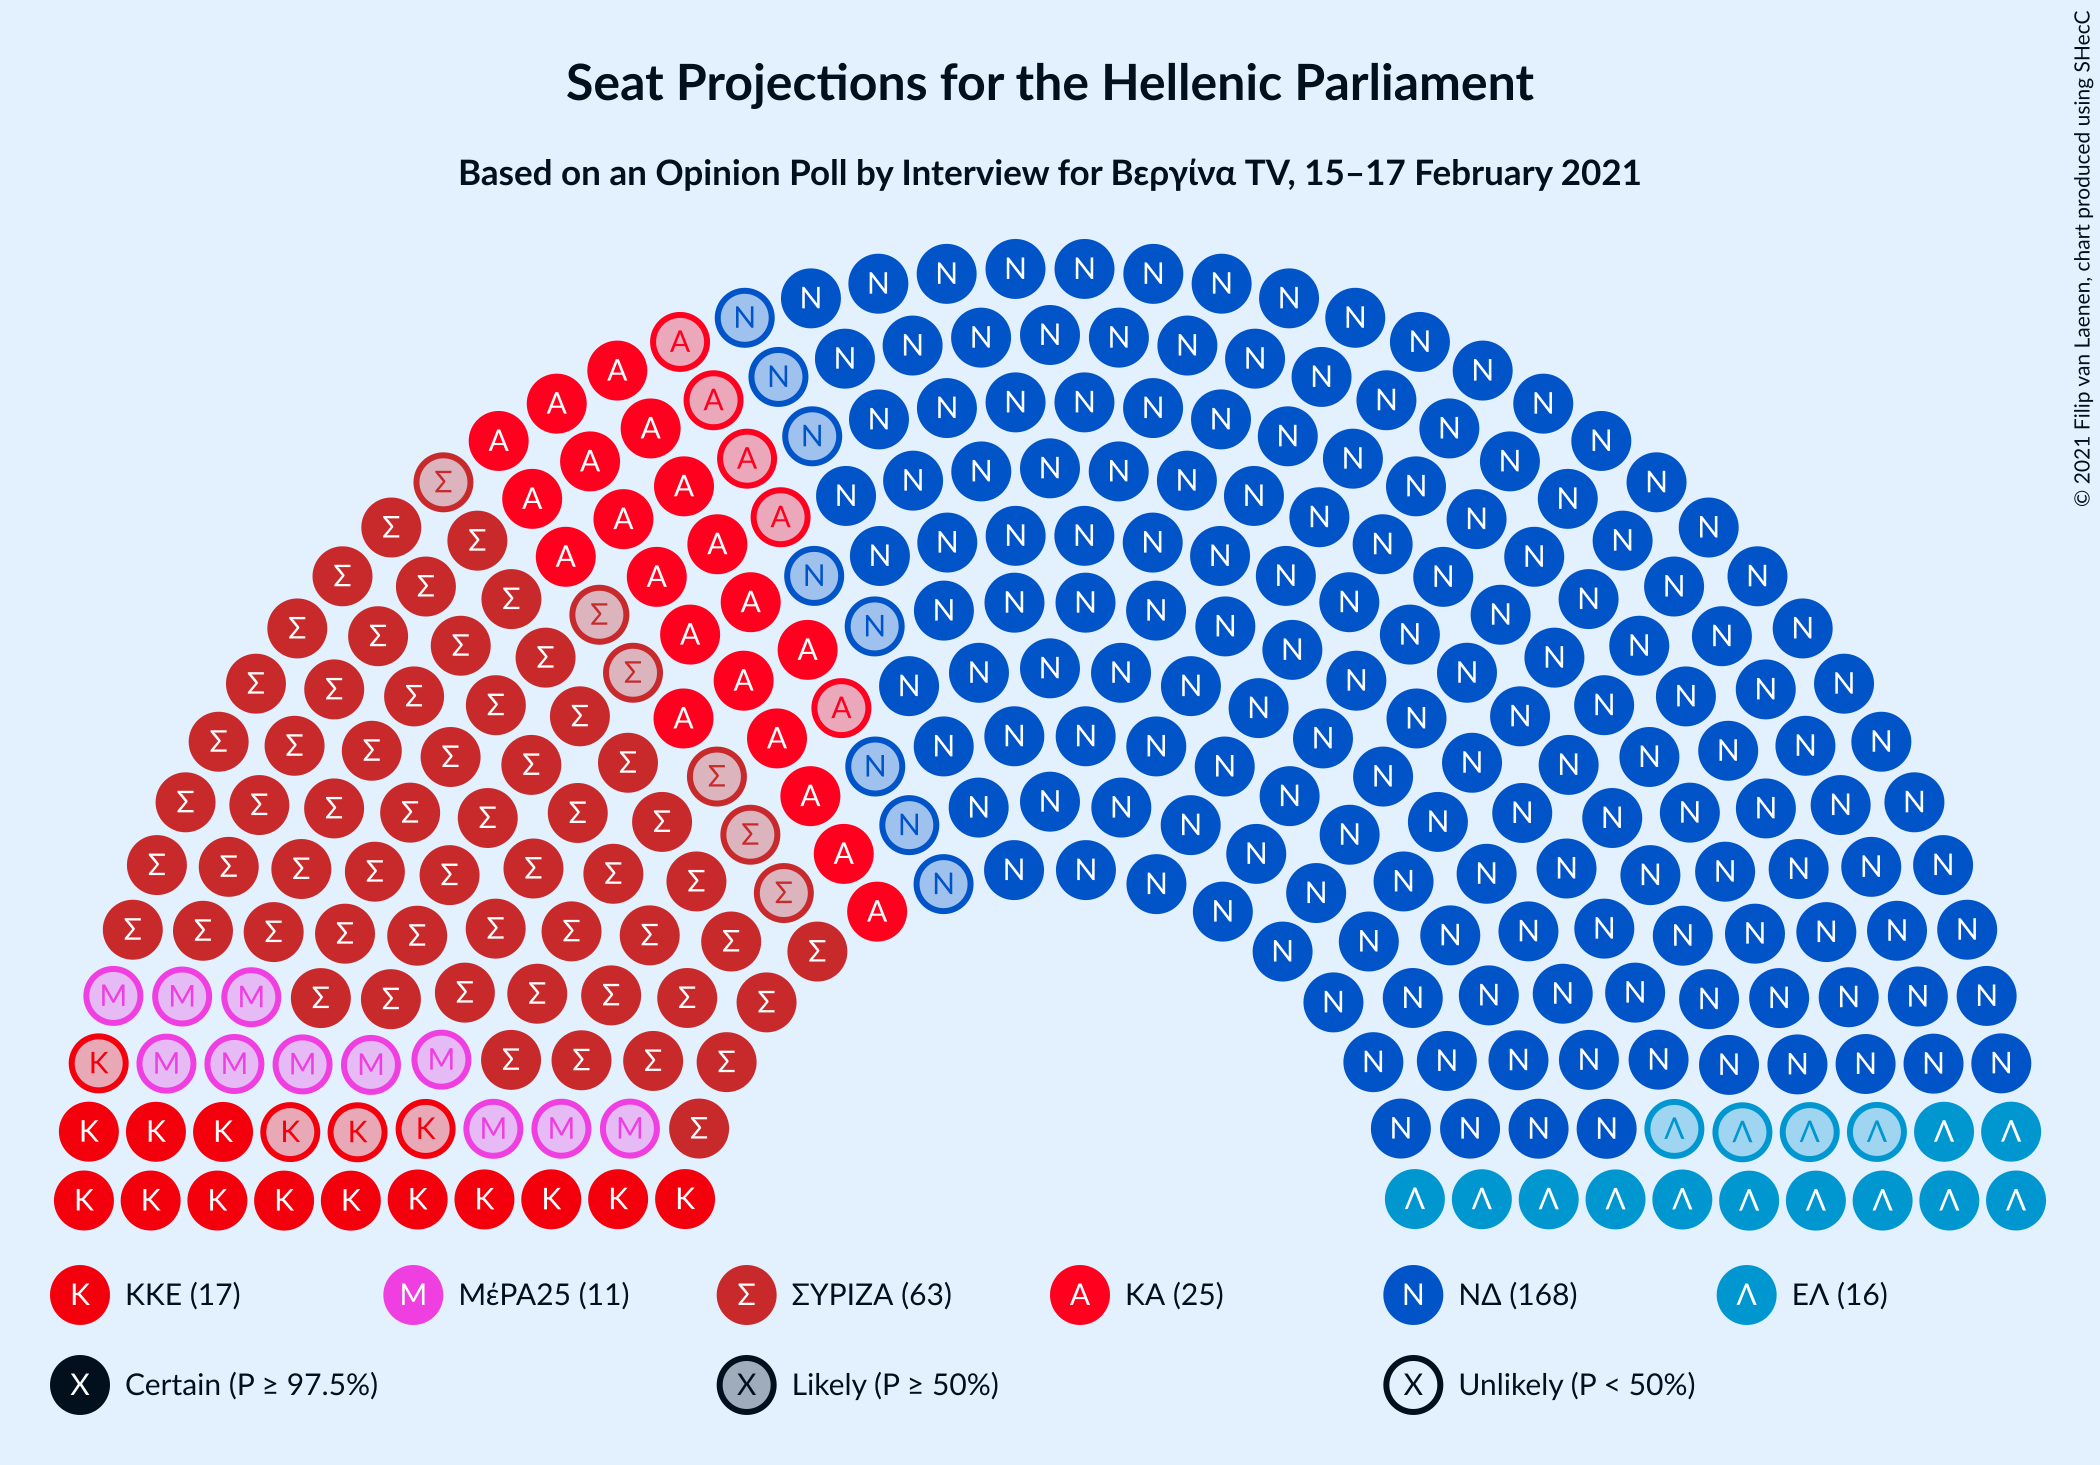 Seat Projections for the Hellenic Parliament
Based on an Opinion Poll by Interview for Βεργίνα TV, 15–17 February 2021
© 2021 Filip van Laenen, chart produced using SHecC
K ΚΚΕ (17) M ΜέΡΑ25 (11) Σ ΣΥΡΙΖΑ (63) A ΚΑ (25) N ΝΔ (168) Λ ΕΛ (16)
X Certain (P ≥ 97.5%) X Likely (P ≥ 50%) X Unlikely (P < 50%)